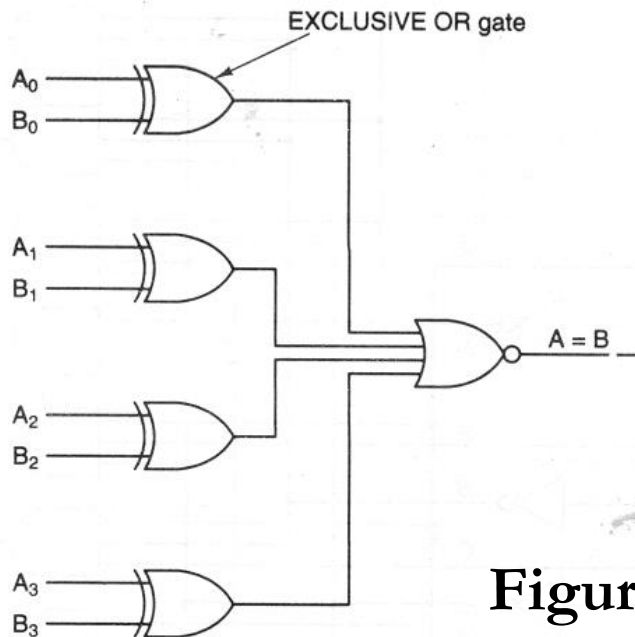 EXCLUSIVE OR gate
A₀
B₀
A₁
B₁
A = B
A₂
B₂
A₃
B₃
Figur